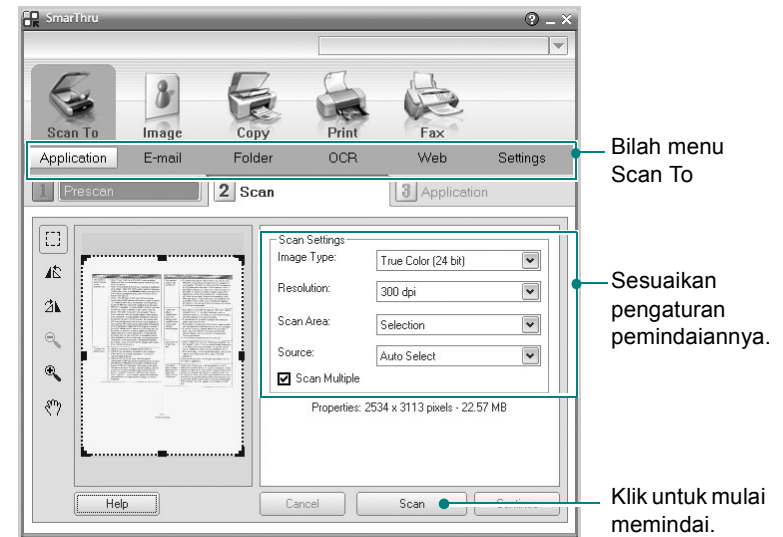 SmarThru
Scan To Image Copy Print Fax
Application E-mail Folder OCR Web Settings
1 Prescan 2 Scan 3 Application
Bilah menu
Scan To
Scan Settings
Image Type: True Color (24 bit)
Resolution: 300 dpi
Scan Area: Selection
Source: Auto Select
Scan Multiple
Properties: 2534 x 3113 pixels - 22.57 MB
Sesuaikan
pengaturan
pemindaiannya.
Help Cancel Scan Continue
Klik untuk mulai
memindai.